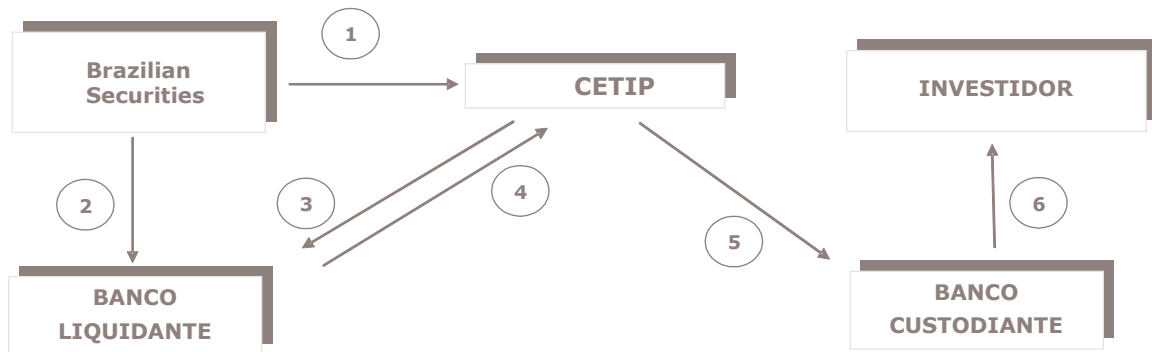 1
Brazilian
Securities
CETIP
INVESTIDOR
2
3
4
5
6
BANCO
LIQUIDANTE
BANCO
CUSTODIANTE